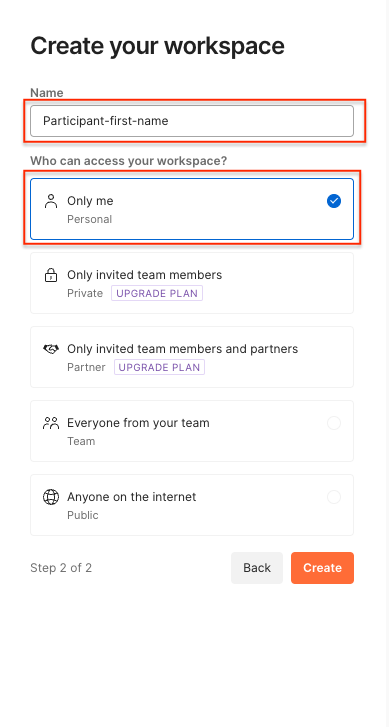 Create your workspace
Name
Participant-first-name
Who can access your workspace?
Only me
Personal
Only invited team members
Private UPGRADE PLAN
Only invited team members and partners
Partner UPGRADE PLAN
Everyone from your team
Team
Anyone on the internet
Public
Step 2 of 2 Back Create